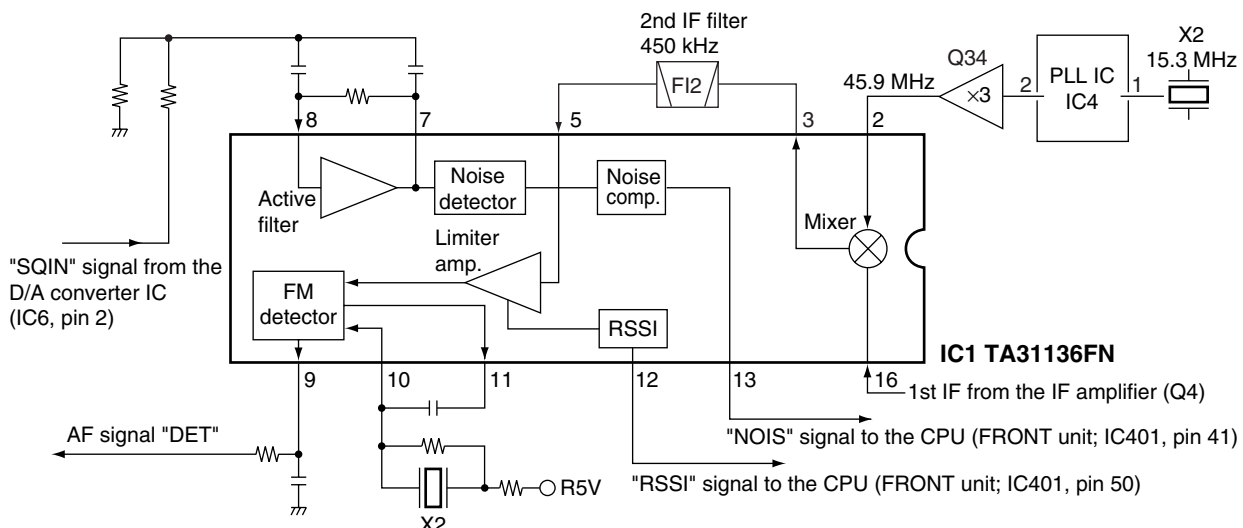 2nd IF filter
450 kHz
FI2
45.9 MHz
Q34
×3
2
PLL IC
IC4
1
X2
15.3 MHz
8
7
5
3
2
Active
filter
Noise
detector
Noise
comp.
Mixer
Limiter
amp.
"SQIN" signal from the
D/A converter IC
(IC6, pin 2)
FM
detector
RSSI
IC1 TA31136FN
9
10
11
12
13
16
1st IF from the IF amplifier (Q4)
AF signal "DET"
"NOIS" signal to the CPU (FRONT unit; IC401, pin 41)
"RSSI" signal to the CPU (FRONT unit; IC401, pin 50)
R5V
X2